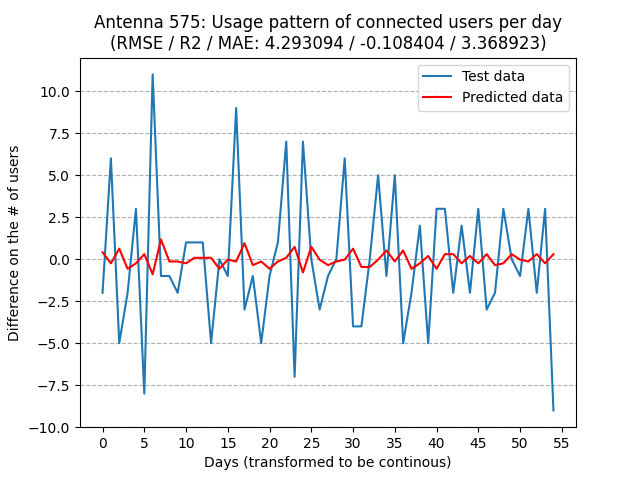 Antenna 575: Usage pattern of connected users per day
(RMSE / R2 / MAE: 4.293094 / -0.108404 / 3.368923)
Test data
Predicted data
Difference on the # of users
10.0
7.5
5.0
2.5
0.0
−2.5
−5.0
−7.5
−10.0
0 5 10 15 20 25 30 35 40 45 50 55
Days (transformed to be continous)